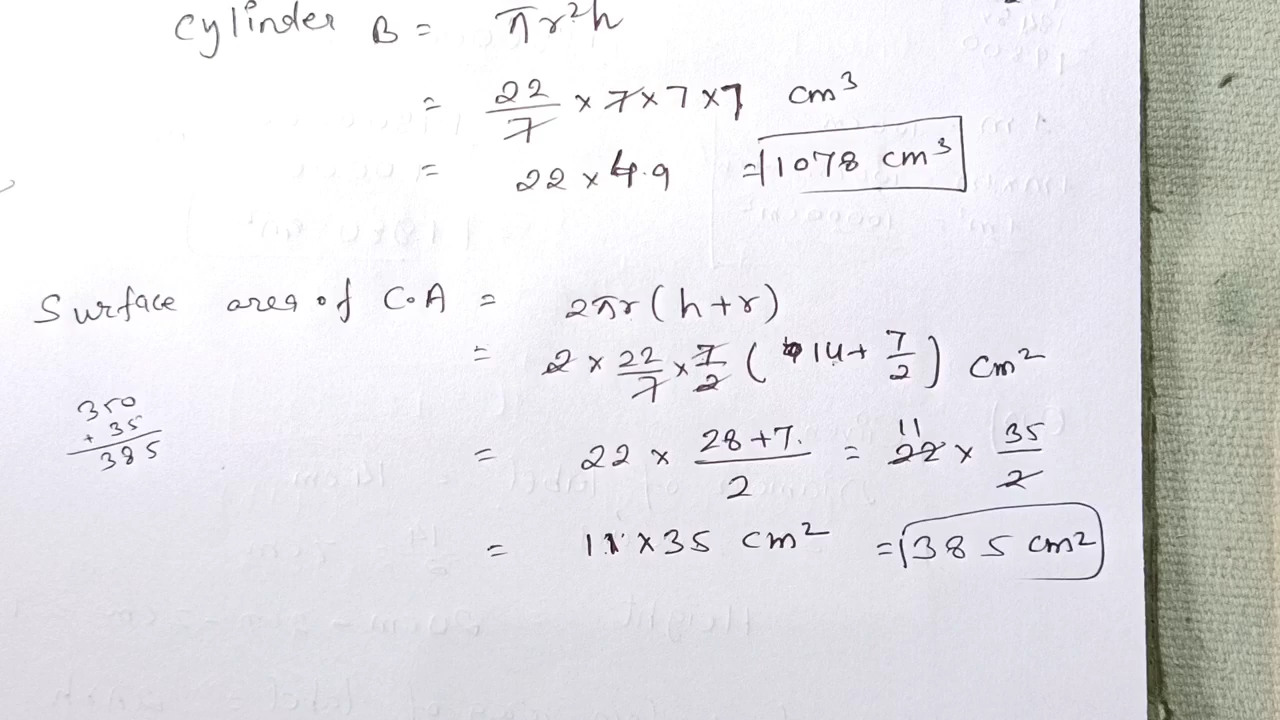 Cylinder B = πr²h
= 22/7 × 7 × 7 × 7 cm³
= 22 × 4.9 = 1078 cm³
Surface area of C.A = 2πr(h+r)
= 2 × 22/7 × 7/2 (14 + 7/2) cm²
350
+ 35
385
= 22 × 28+7./2 = 11 22 × 35/2
= 11 × 35 cm² = 385 cm²